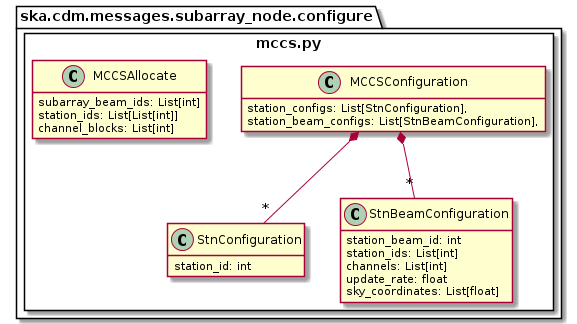 ska.cdm.messages.subarray_node.configure
mccs.py
C MCCSAllocate
subarray_beam_ids: List[int]
station_ids: List[List[int]]
channel_blocks: List[int]
C MCCSConfiguration
station_configs: List[StnConfiguration],
station_beam_configs: List[StnBeamConfiguration],
*
*
C StnConfiguration
station_id: int
C StnBeamConfiguration
station_beam_id: int
station_ids: List[int]
channels: List[int]
update_rate: float
sky_coordinates: List[float]